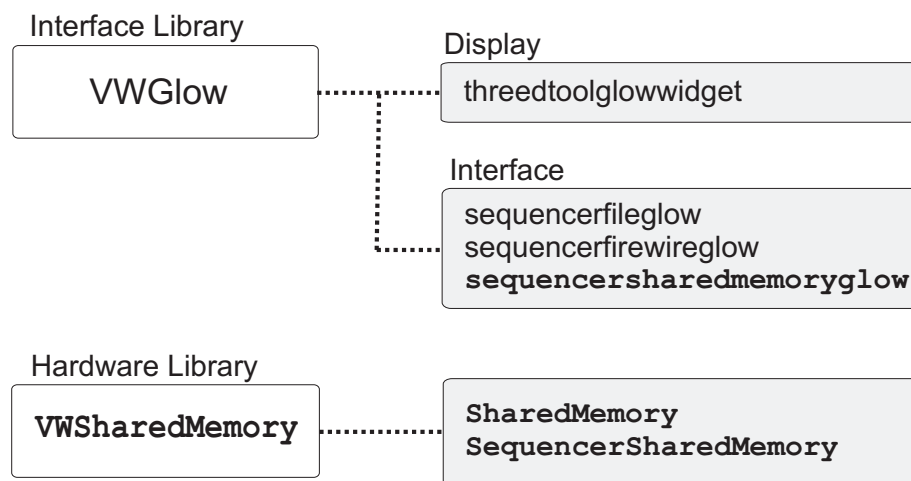 Interface Library
VWGlow
Display
threedtoolglowwidget
Interface
sequencerfileglow
sequencerfirewireglow
sequencersharedmemoryglow
Hardware Library
VWSharedMemory
SharedMemory
SequencerSharedMemory